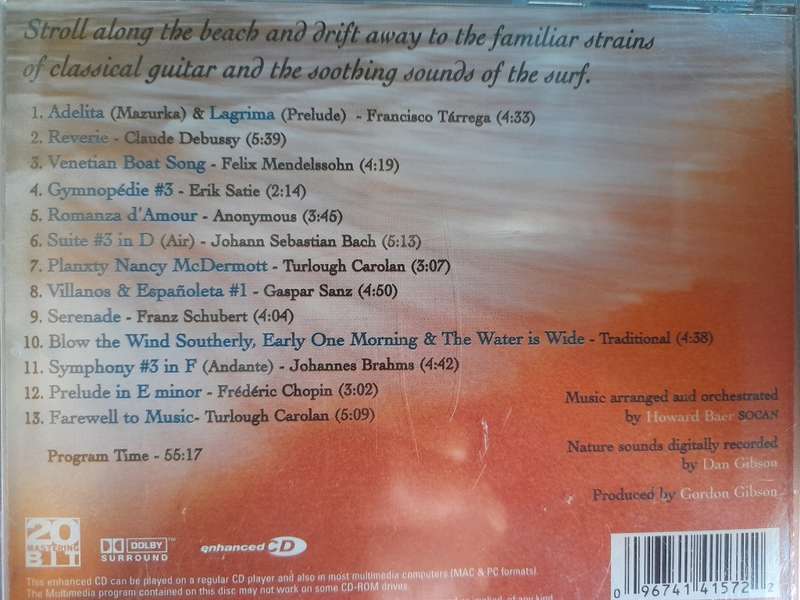 Stroll along the beach and drift away to the familiar strains
of classical guitar and the soothing sounds of the surf.
1. Adelita (Mazurka) & Lagrima (Prelude) - Francisco Tárrega (4:33)
2. Reverie - Claude Debussy (5:39)
3. Venetian Boat Song - Felix Mendelssohn (4:19)
4. Gymnopédie #3 - Erik Satie (2:14)
5. Romanza d'Amour - Anonymous (3:45)
6. Suite #3 in D (Air) - Johann Sebastian Bach (5:13)
7. Planxty Nancy McDermott - Turlough Carolan (3:07)
8. Villanos & Españoleta #1 - Gaspar Sanz (4:50)
9. Serenade - Franz Schubert (4:04)
10. Blow the Wind Southerly, Early One Morning & The Water is Wide - Traditional (4:38)
11. Symphony #3 in F (Andante) - Johannes Brahms (4:42)
12. Prelude in E minor - Frédéric Chopin (3:02)
13. Farewell to Music- Turlough Carolan (5:09)
Program Time - 55:17
Music arranged and orchestrated
by Howard Baer SOCAN
Nature sounds digitally recorded
by Dan Gibson
Produced by Gordon Gibson
20
MASTERING
BIT
DOLBY™
SURROUND
enhanced CD
This enhanced CD can be played on a regular CD player and also in most multimedia computers (MAC & PC formats).
The Multimedia program contained on this disc may not work on some CD-ROM drives.
of any kind
0 96741 41572 2